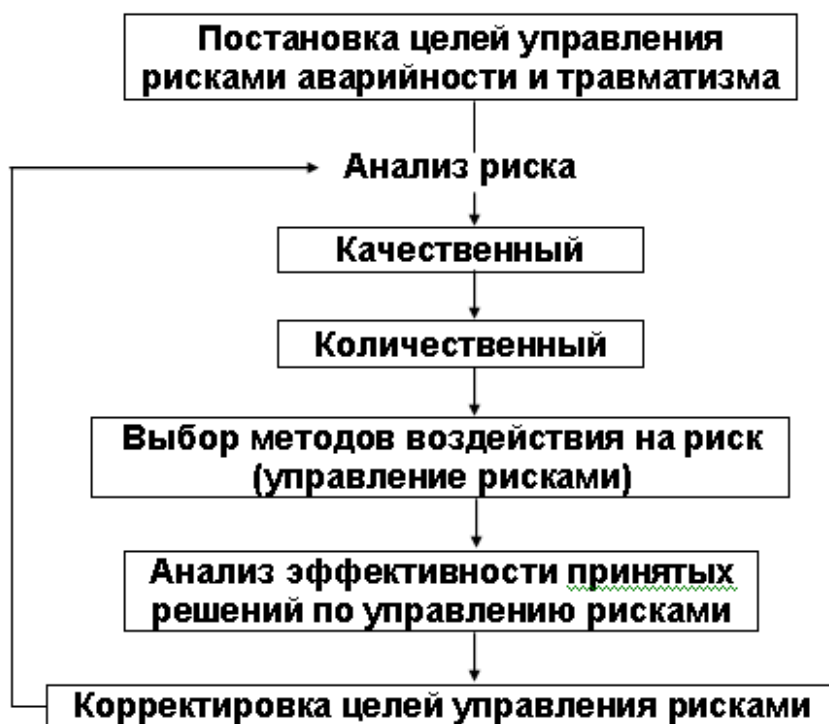 Постановка целей управления
рисками аварийности и травматизма
Анализ риска
Качественный
Количественный
Выбор методов воздействия на риск
(управление рисками)
Анализ эффективности принятых
решений по управлению рисками
Корректировка целей управления рисками